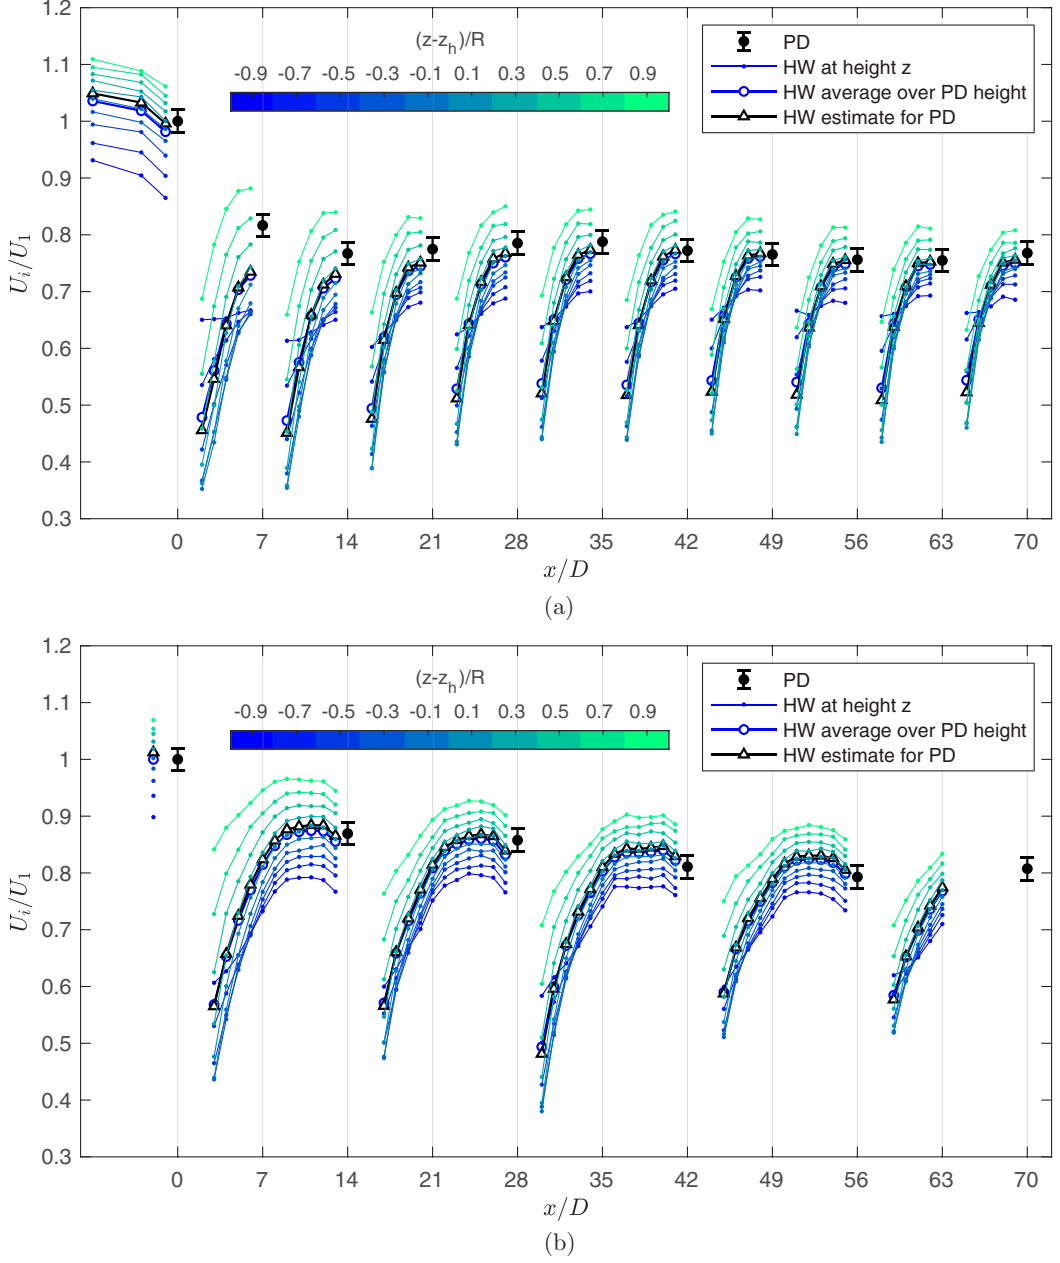 1.2
1.1
1
0.9
0.8
0.7
0.6
0.5
0.4
0.3
U_i/U_1
(z-z_h)/R
-0.9 -0.7 -0.5 -0.3 -0.1 0.1 0.3 0.5 0.7 0.9
PD
HW at height z
HW average over PD height
HW estimate for PD
0 7 14 21 28 35 42 49 56 63 70
x/D
(a)
1.2
1.1
1
0.9
0.8
0.7
0.6
0.5
0.4
0.3
U_i/U_1
(z-z_h)/R
-0.9 -0.7 -0.5 -0.3 -0.1 0.1 0.3 0.5 0.7 0.9
PD
HW at height z
HW average over PD height
HW estimate for PD
0 7 14 21 28 35 42 49 56 63 70
x/D
(b)